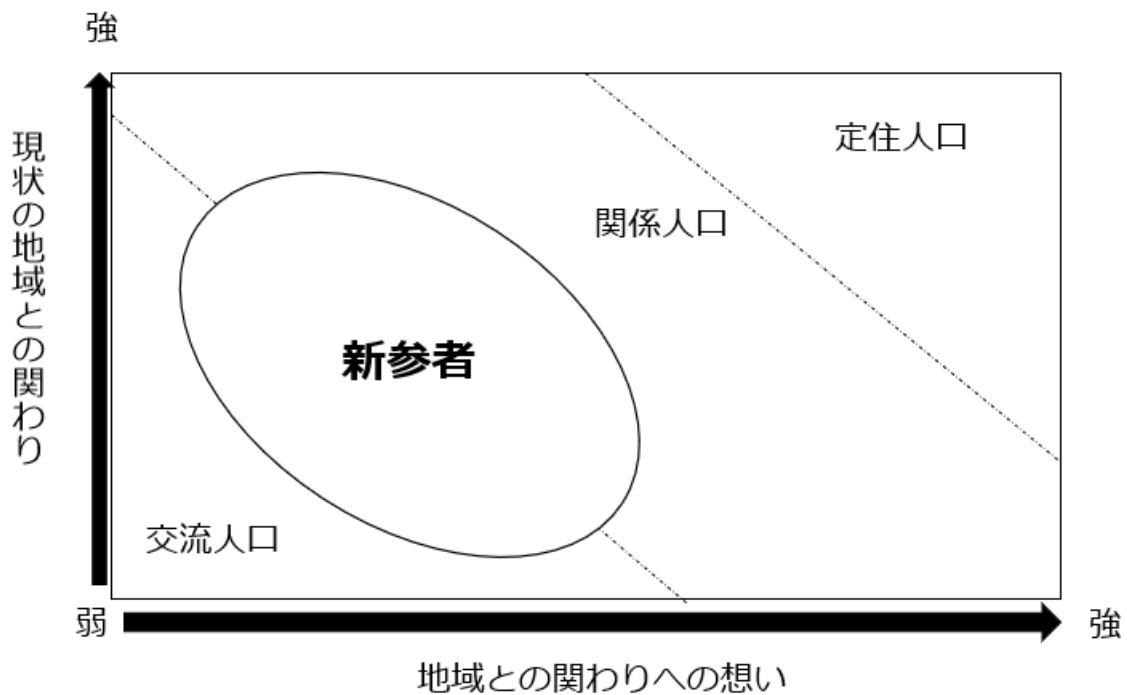 強
現状の地域との関わり
定住人口
関係人口
新参者
交流人口
弱
強
地域との関わりへの想い